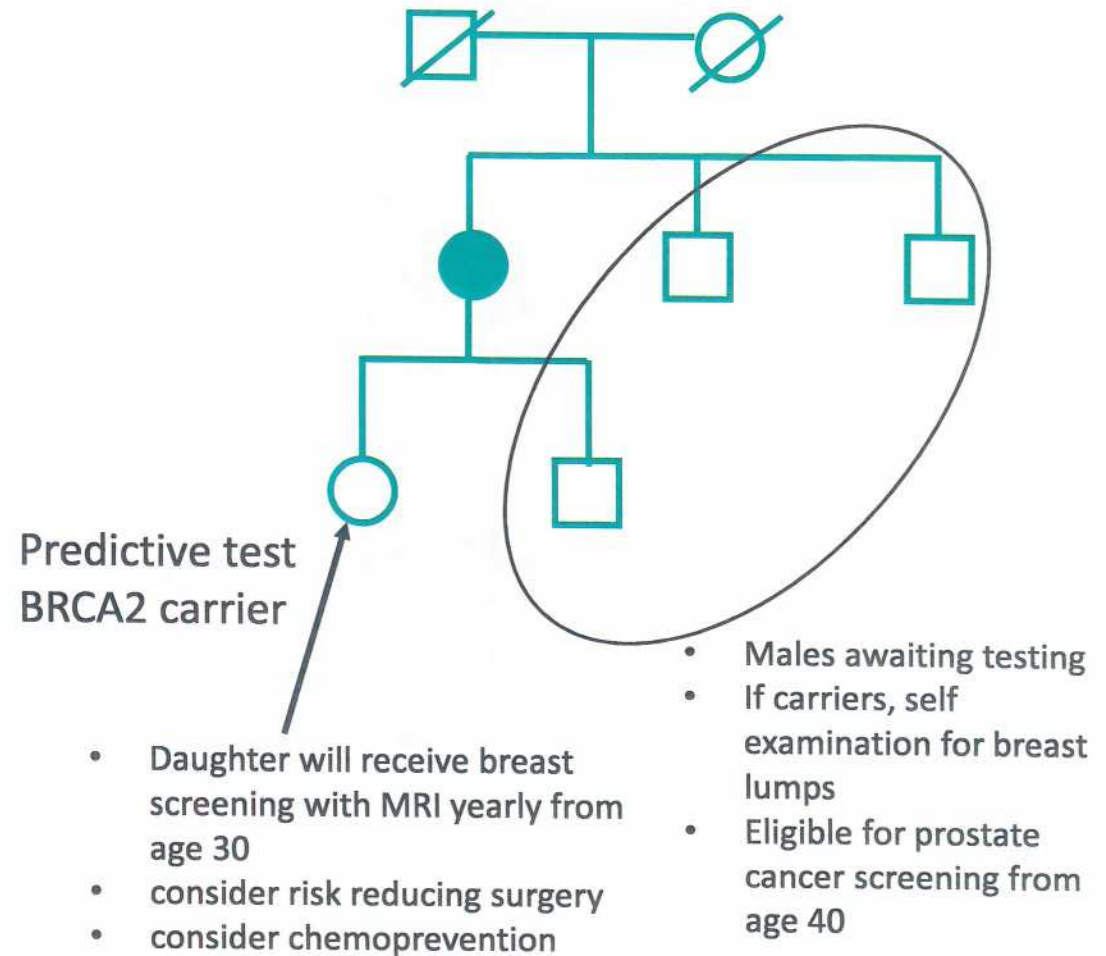 Predictive test
BRCA2 carrier
• Daughter will receive breast
screening with MRI yearly from
age 30
• consider risk reducing surgery
• consider chemoprevention
• Males awaiting testing
• If carriers, self
examination for breast
lumps
• Eligible for prostate
cancer screening from
age 40